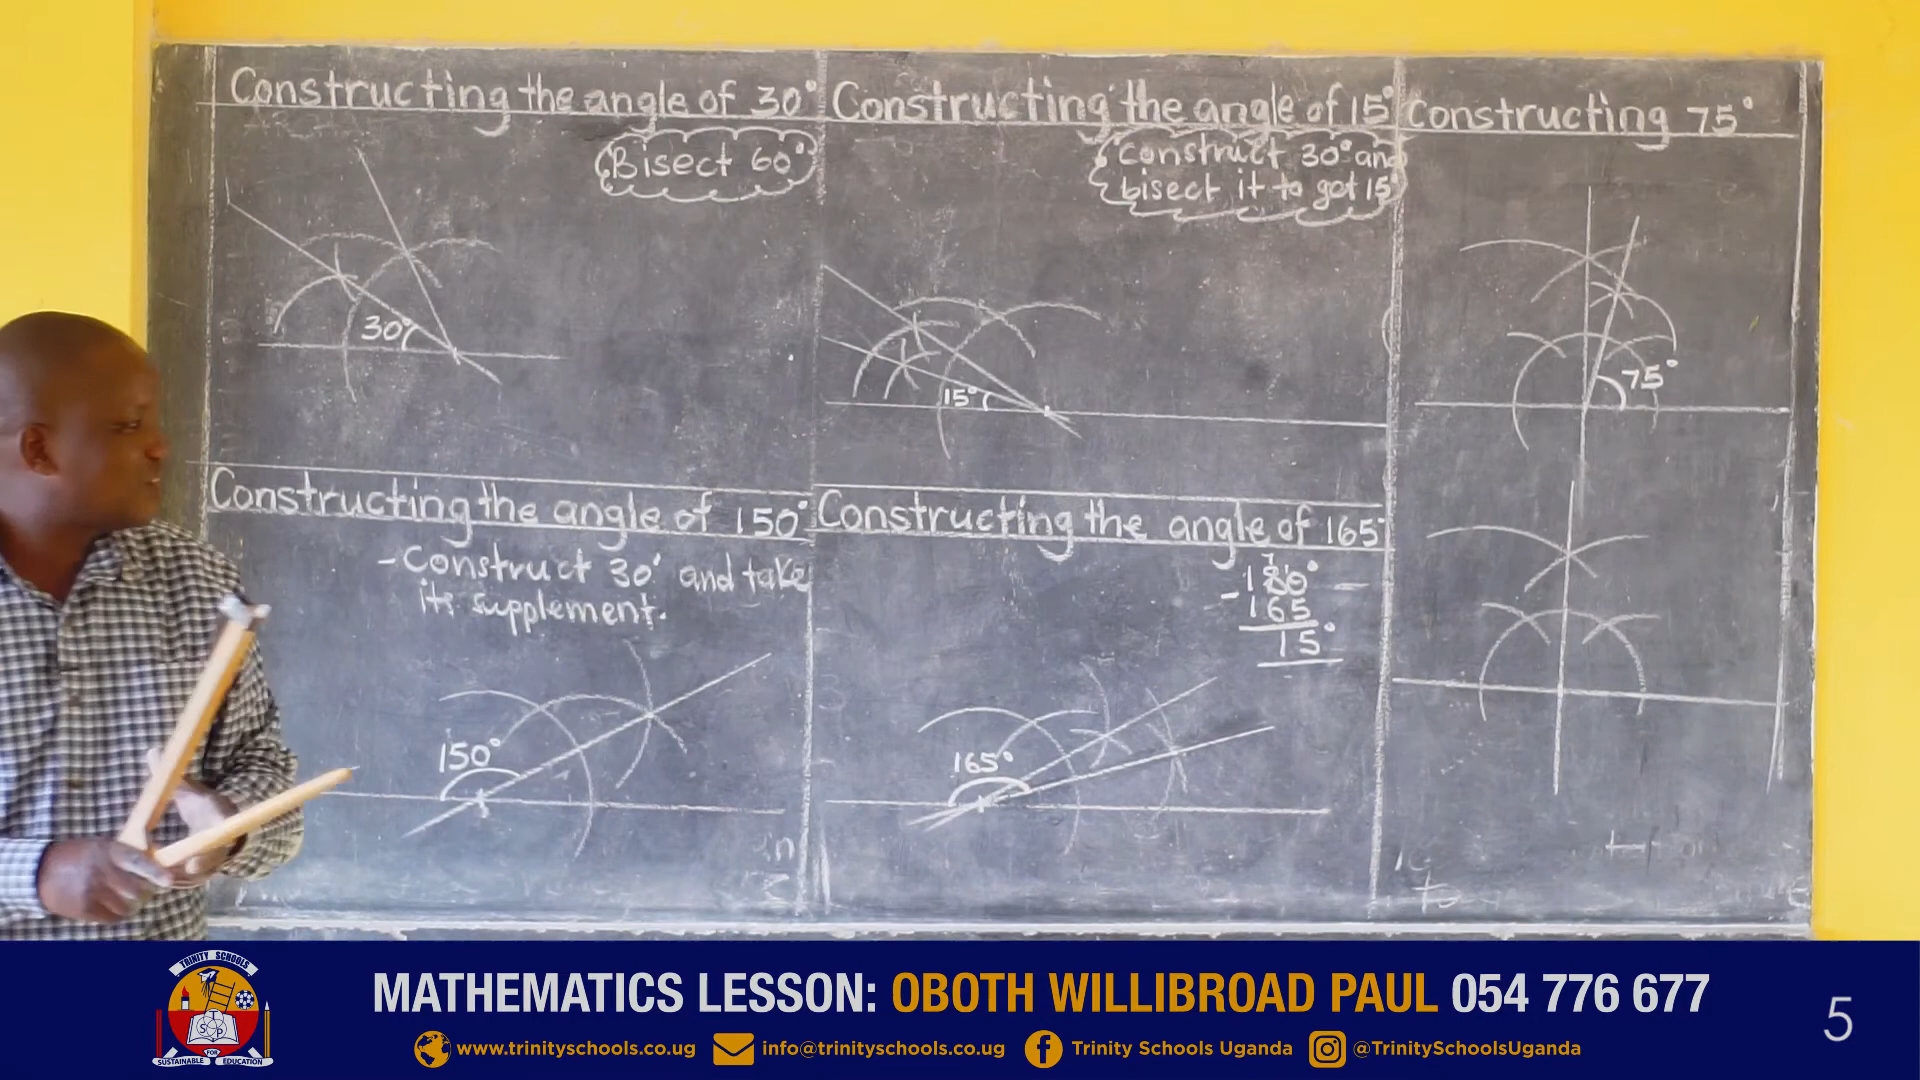 Constructing the angle of 30°
Bisect 60°
30°
Constructing the angle of 15°
Construct 30° and
bisect it to get 15°
15°
Constructing 75°
75°
Constructing the angle of 150°
-Construct 30° and take
its supplement.
150°
Constructing the angle of 165°
7 1
180°
- 165
15°
165°
TRINITY SCHOOLS
S T P
SUSTAINABLE FOR EDUCATION
MATHEMATICS LESSON: OBOTH WILLIBROAD PAUL 054 776 677
www.trinityschools.co.ug info@trinityschools.co.ug Trinity Schools Uganda @TrinitySchoolsUganda
5